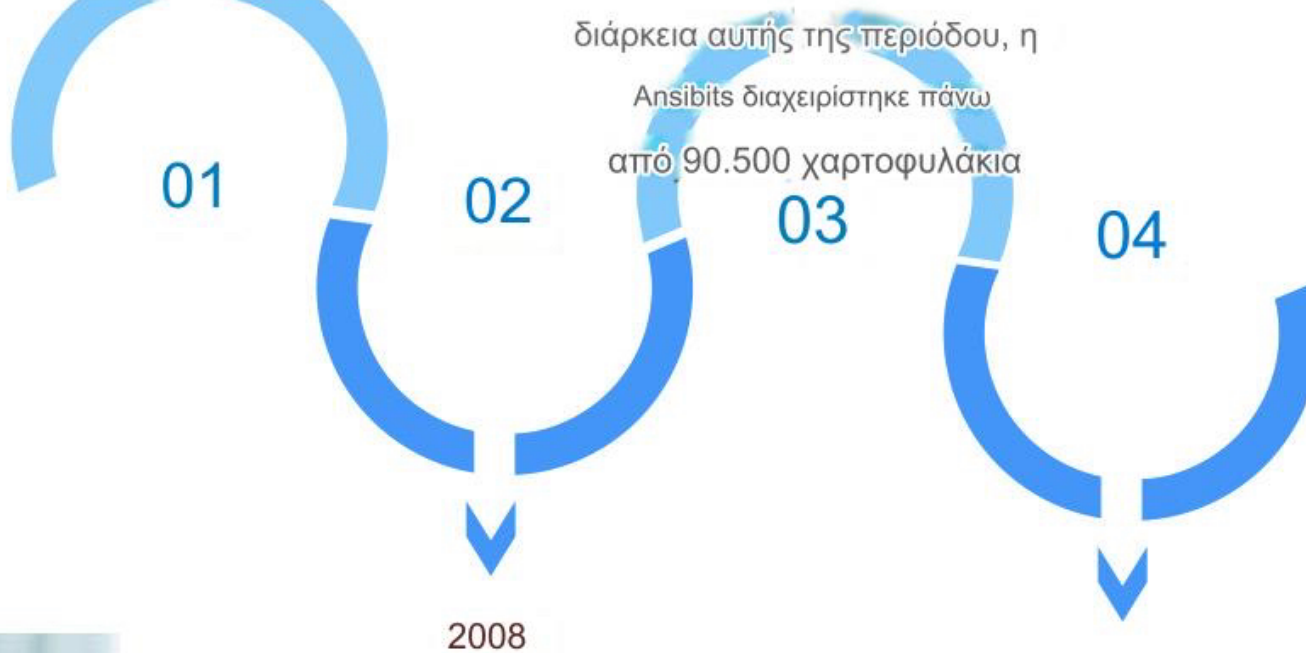 διάρκεια αυτής της περιόδου, η
Ansibits διαχειρίστηκε πάνω
από 90.500 χαρτοφυλάκια
01
02
03
04
2008